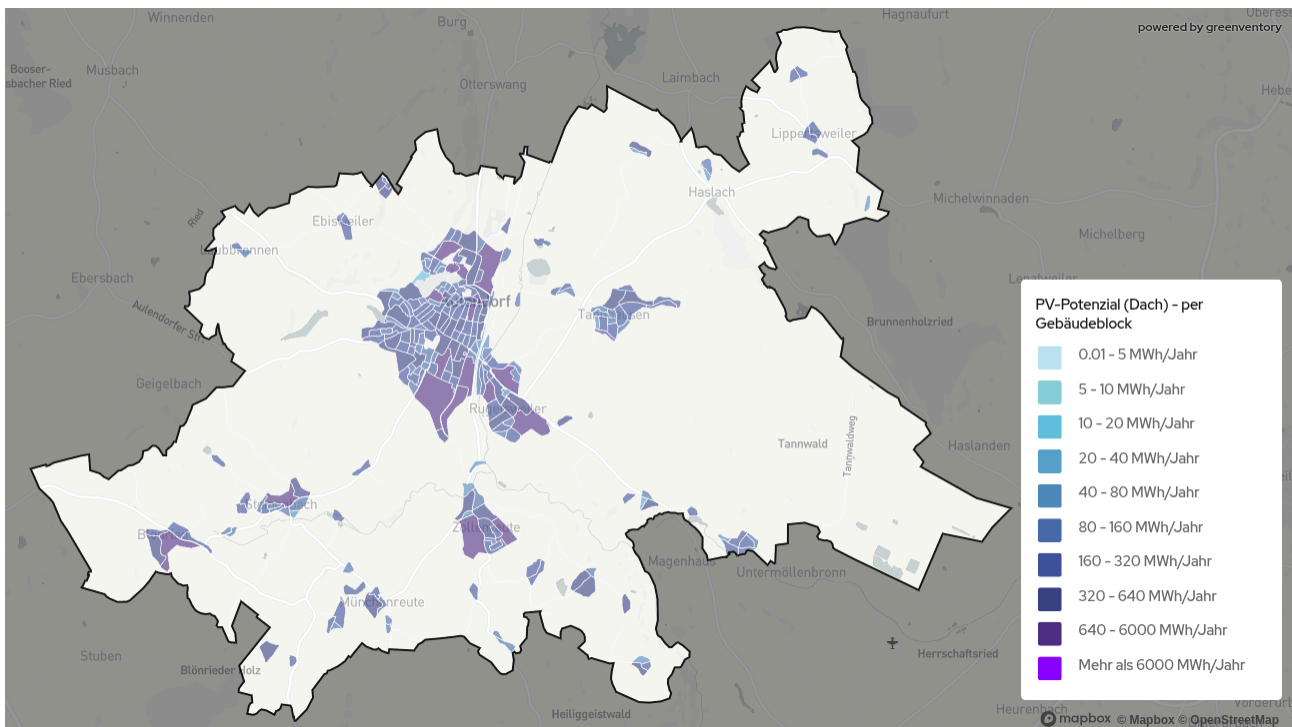 Winnenden
Burg
Hagnaufurt
powered by greenventory
Booser-
sbacher Ried
Musbach
Otterswang
Laimbach
Haslach
Michelwinnaden
Ried
Michelberg
Ebersbach
Aulendorfer Str.
Brunnenholzried
Geigelbach
Tannwald
Tannwaldweg
Haslanden
PV-Potenzial (Dach) - per
Gebäudeblock
0.01 - 5 MWh/Jahr
5 - 10 MWh/Jahr
10 - 20 MWh/Jahr
20 - 40 MWh/Jahr
40 - 80 MWh/Jahr
80 - 160 MWh/Jahr
160 - 320 MWh/Jahr
320 - 640 MWh/Jahr
640 - 6000 MWh/Jahr
Mehr als 6000 MWh/Jahr
Magenhaus
Untermöllenbronn
Münchenreute
Stuben
Blönrieder Holz
Herrschaftsried
Heiliggeistwald
Heurenbach
mapbox © Mapbox © OpenStreetMap